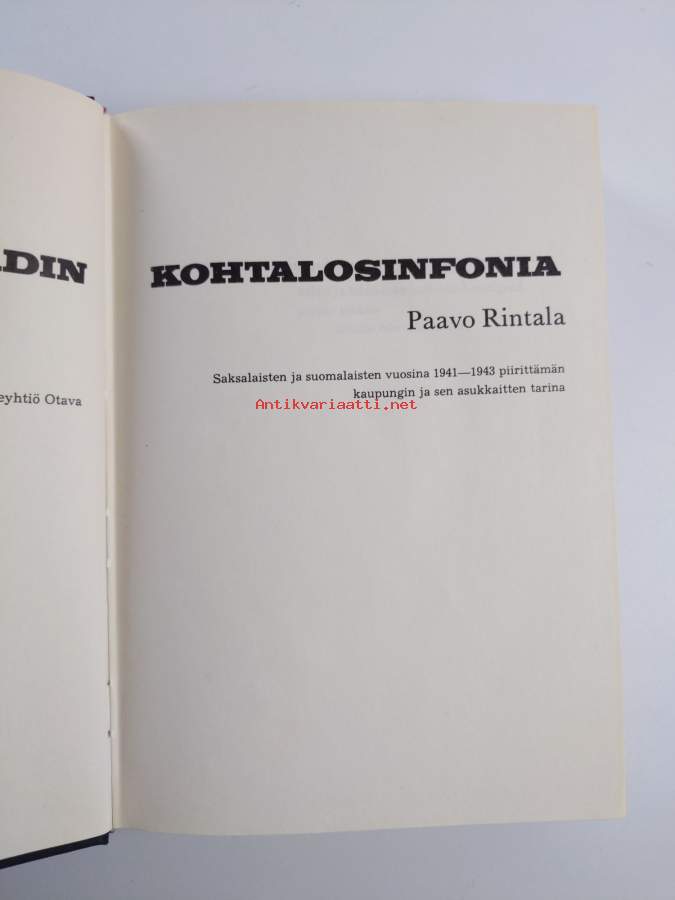 ADIN
eyhtiö Otava
KOHTALOSINFONIA
Paavo Rintala
Saksalaisten ja suomalaisten vuosina 1941—1943 piirittämän
kaupungin ja sen asukkaitten tarina
Antikvariaatti.net